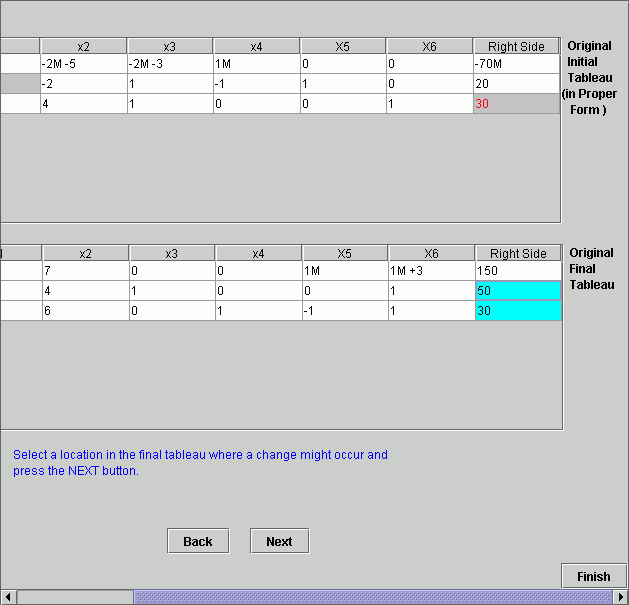 x2 x3 x4 X5 X6 Right Side
-2M -5 -2M -3 1M 0 0 -70M
-2 1 -1 1 0 20
4 1 0 0 1 30
Original
Initial
Tableau
(in Proper
Form )
x2 x3 x4 X5 X6 Right Side
7 0 0 1M 1M +3 150
4 1 0 0 1 50
6 0 1 -1 1 30
Original
Final
Tableau
Select a location in the final tableau where a change might occur and
press the NEXT button.
Back Next
Finish